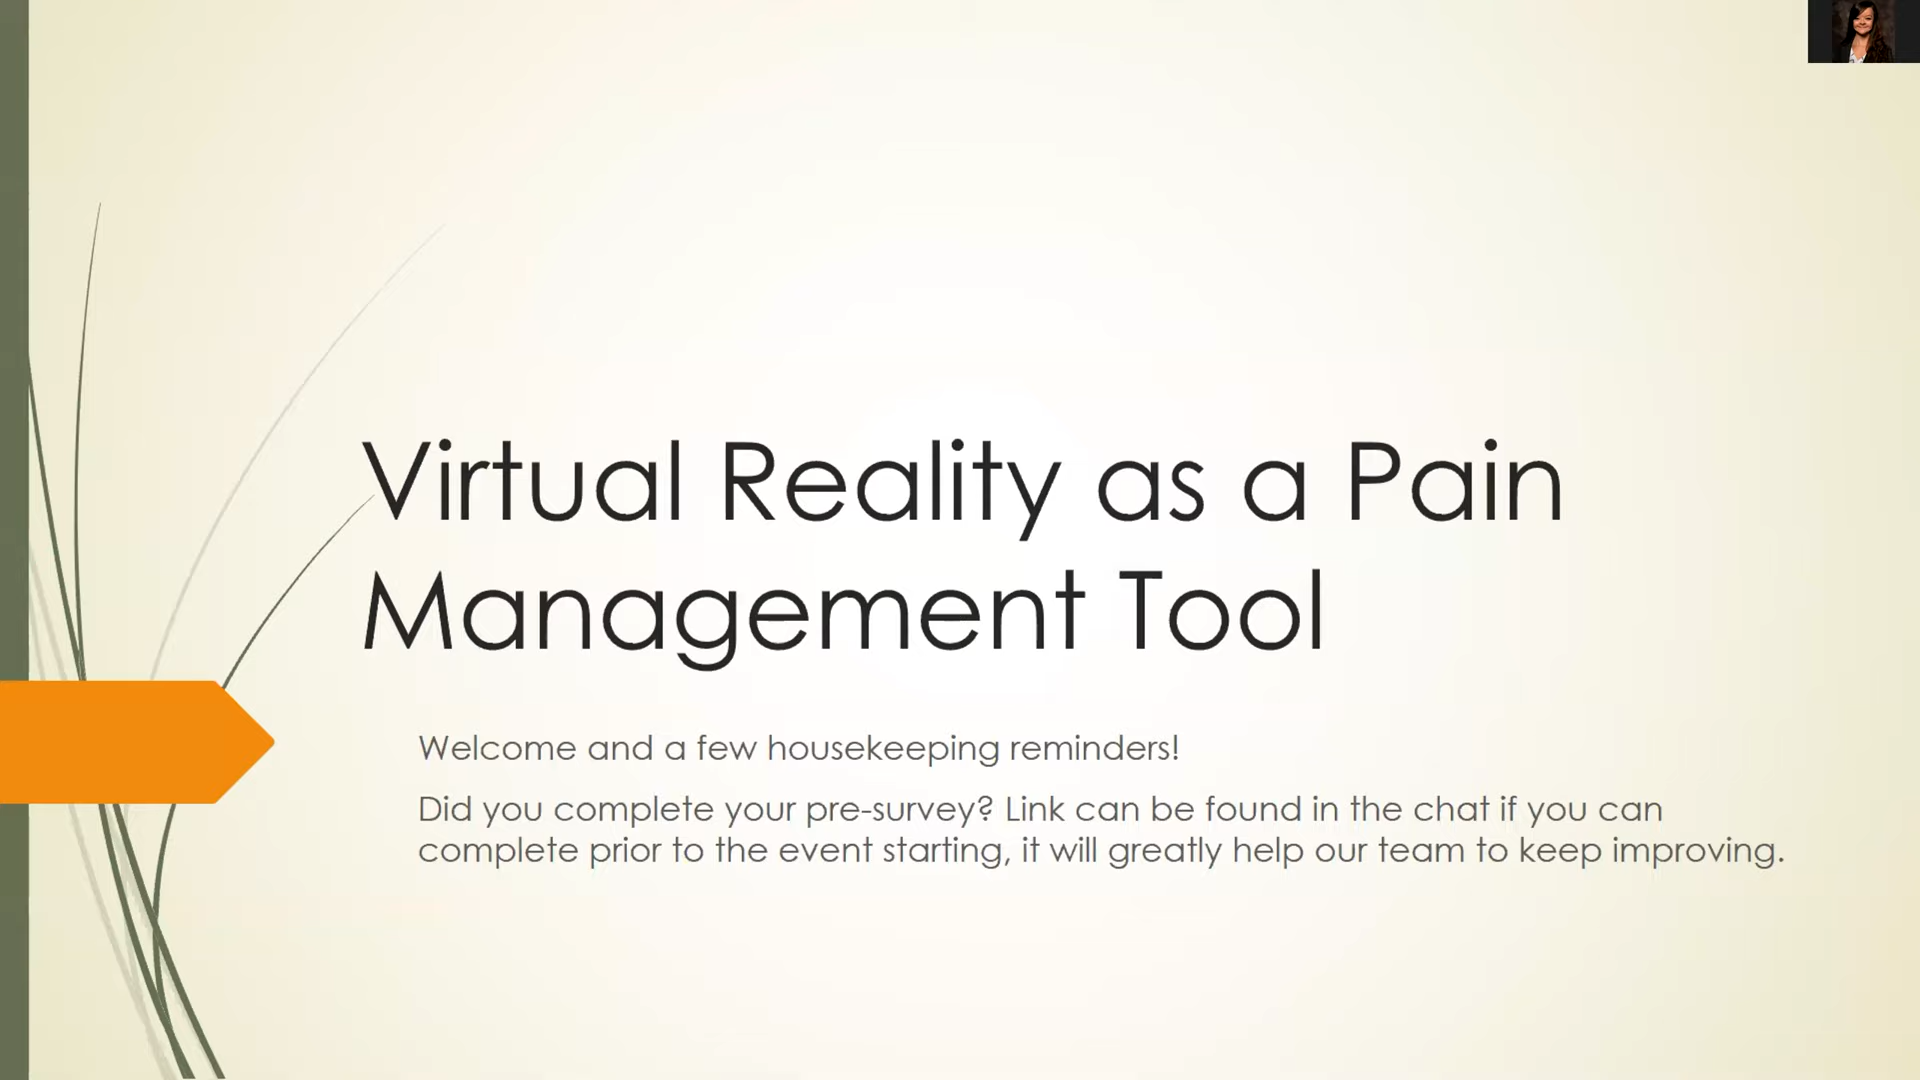 Virtual Reality as a Pain
Management Tool
Welcome and a few housekeeping reminders!
Did you complete your pre-survey? Link can be found in the chat if you can
complete prior to the event starting, it will greatly help our team to keep improving.